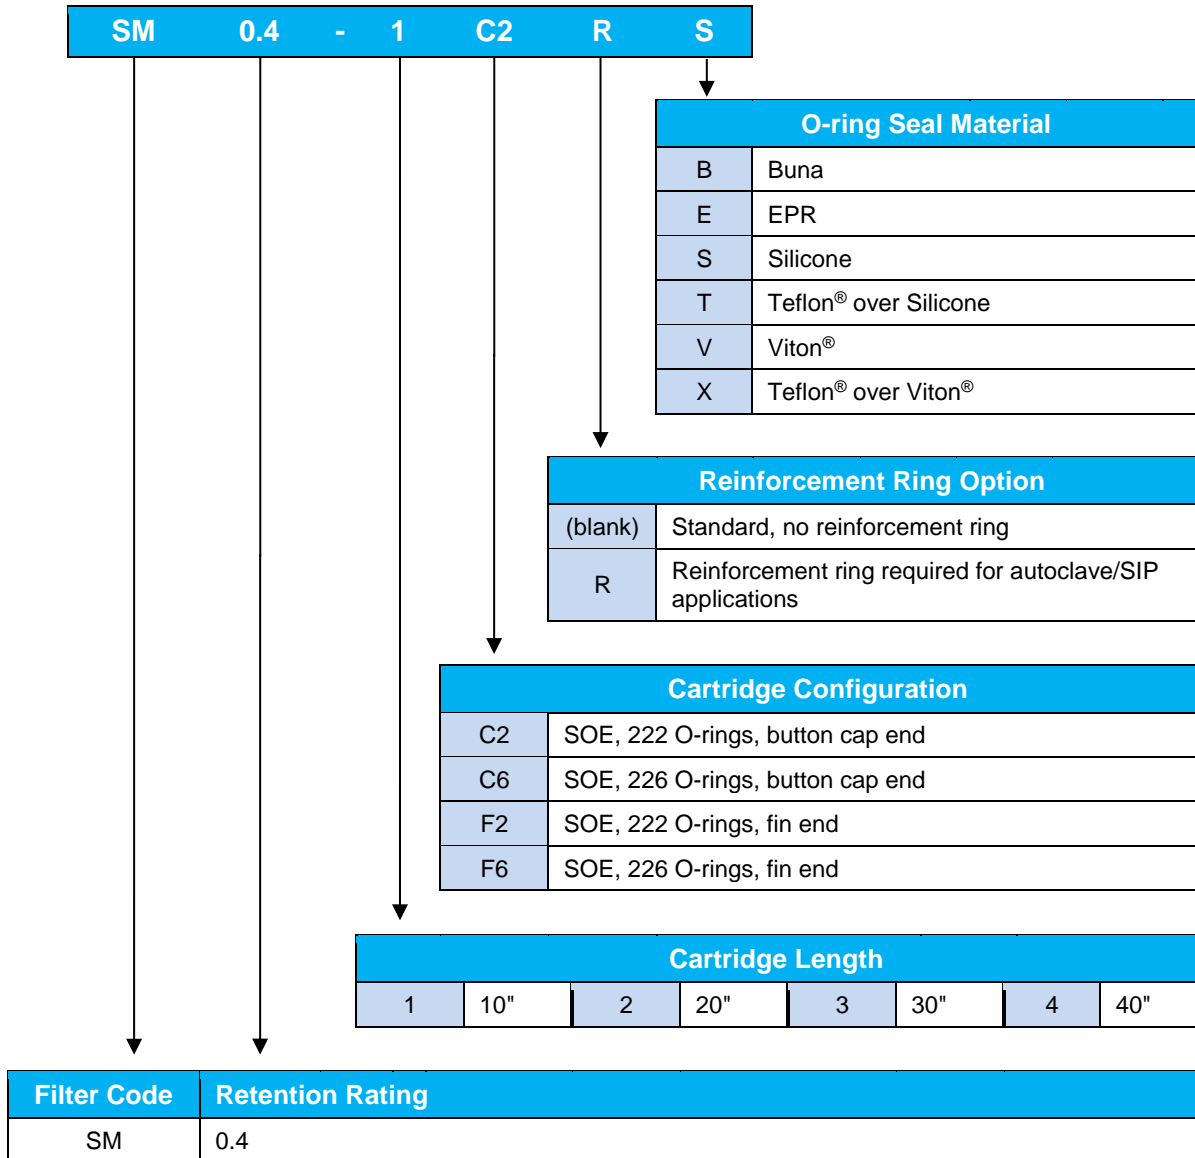 SM 0.4 - 1 C2 R S
O-ring Seal Material
B Buna
E EPR
S Silicone
T Teflon® over Silicone
V Viton®
X Teflon® over Viton®
Reinforcement Ring Option
(blank) Standard, no reinforcement ring
R Reinforcement ring required for autoclave/SIP
applications
Cartridge Configuration
C2 SOE, 222 O-rings, button cap end
C6 SOE, 226 O-rings, button cap end
F2 SOE, 222 O-rings, fin end
F6 SOE, 226 O-rings, fin end
Cartridge Length
1 10" 2 20" 3 30" 4 40"
Filter Code Retention Rating
SM 0.4